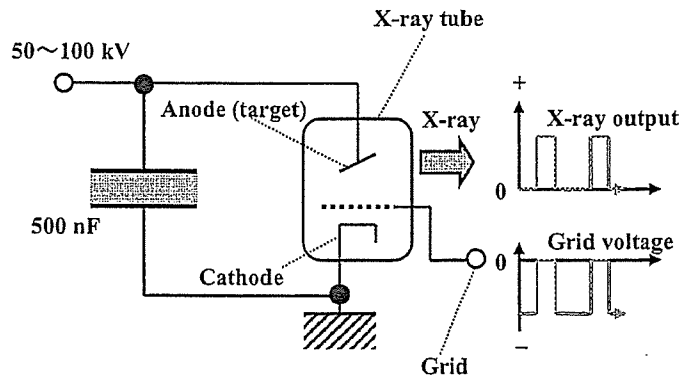 X-ray tube
50～100 kV
Anode (target)
X-ray
+
X-ray output
0
500 nF
Cathode
0
Grid voltage
−
Grid